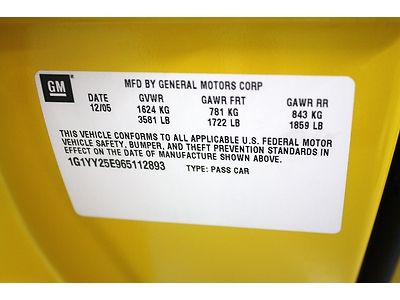 GM
MFD BY GENERAL MOTORS CORP
DATE GVWR GAWR FRT GAWR RR
12/05 1624 KG 781 KG 843 KG
3581 LB 1722 LB 1859 LB
THIS VEHICLE CONFORMS TO ALL APPLICABLE U.S. FEDERAL MOTOR
VEHICLE SAFETY, BUMPER, AND THEFT PREVENTION STANDARDS IN
EFFECT ON THE DATE OF MANUFACTURE SHOWN ABOVE.
1G1YY25E965112893 TYPE: PASS CAR